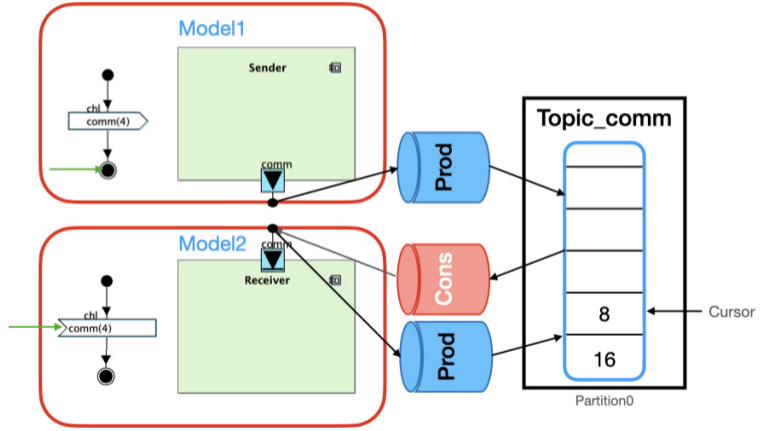 Model1
Sender
chl
comm(4)
comm
Prod
Topic_comm
Model2
comm
Receiver
chl
comm(4)
Cons
Prod
8
Cursor
16
Partition0